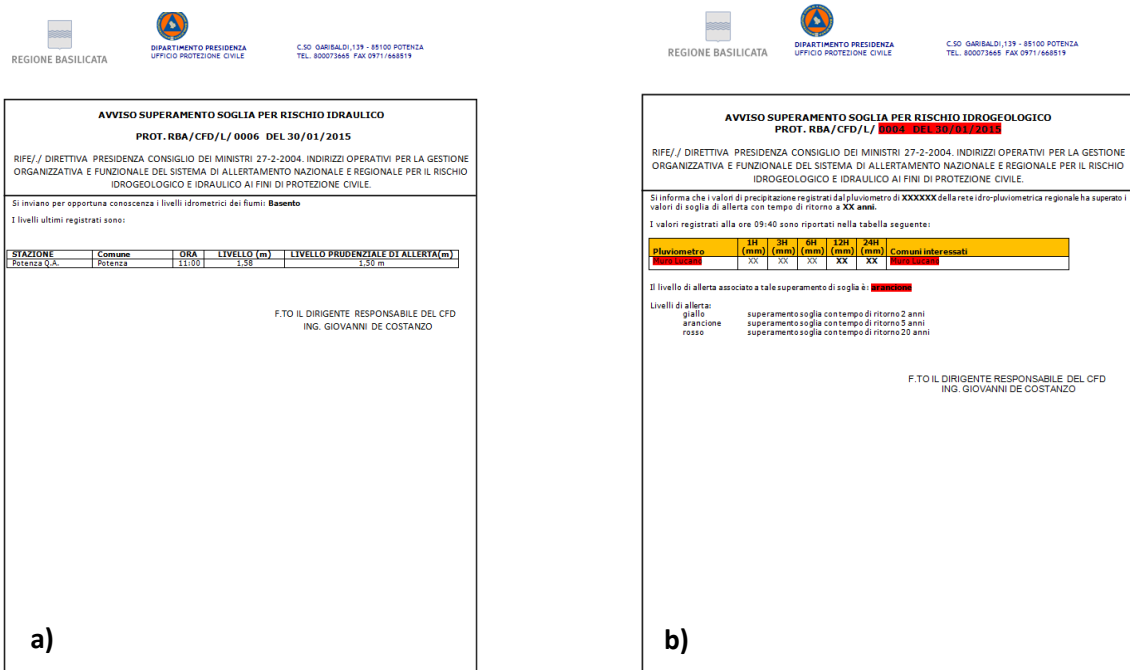 REGIONE BASILICATA
DIPARTIMENTO PRESIDENZA
UFFICIO PROTEZIONE CIVILE
C.SO GARIBALDI,139 - 85100 POTENZA
TEL. 800073665 FAX 0971/668519
AVVISO SUPERAMENTO SOGLIA PER RISCHIO IDRAULICO
PROT. RBA/CFD/L/ 0006 DEL 30/01/2015
RIFE/./ DIRETTIVA PRESIDENZA CONSIGLIO DEI MINISTRI 27-2-2004. INDIRIZZI OPERATIVI PER LA GESTIONE
ORGANIZZATIVA E FUNZIONALE DEL SISTEMA DI ALLERTAMENTO NAZIONALE E REGIONALE PER IL RISCHIO
IDROGEOLOGICO E IDRAULICO AI FINI DI PROTEZIONE CIVILE.
Si inviano per opportuna conoscenza i livelli idrometrici dei fiumi: Basento
I livelli ultimi registrati sono:
STAZIONE Comune ORA LIVELLO (m) LIVELLO PRUDENZIALE DI ALLERTA(m)
Potenza Q.A. Potenza 11:00 1,58 1,50 m
F.TO IL DIRIGENTE RESPONSABILE DEL CFD
ING. GIOVANNI DE COSTANZO
a)
REGIONE BASILICATA
DIPARTIMENTO PRESIDENZA
UFFICIO PROTEZIONE CIVILE
C.SO GARIBALDI,139 - 85100 POTENZA
TEL. 800073665 FAX 0971/668519
AVVISO SUPERAMENTO SOGLIA PER RISCHIO IDROGEOLOGICO
PROT. RBA/CFD/L/ 0004 DEL 30/01/2015
RIFE/./ DIRETTIVA PRESIDENZA CONSIGLIO DEI MINISTRI 27-2-2004. INDIRIZZI OPERATIVI PER LA GESTIONE
ORGANIZZATIVA E FUNZIONALE DEL SISTEMA DI ALLERTAMENTO NAZIONALE E REGIONALE PER IL RISCHIO
IDROGEOLOGICO E IDRAULICO AI FINI DI PROTEZIONE CIVILE.
Si informa che i valori di precipitazione registrati dal pluviometro di XXXXXX della rete idro-pluviometrica regionale ha superato i
valori di soglia di allerta con tempo di ritorno a XX anni.
I valori registrati alla ore 09:40 sono riportati nella tabella seguente:
Pluviometro 1H (mm) 3H (mm) 6H (mm) 12H (mm) 24H (mm) Comuni interessati
Muro Lucano XX XX XX XX XX Muro Lucano
Il livello di allerta associato a tale superamento di soglia è: arancione
Livelli di allerta:
giallo superamento soglia con tempo di ritorno 2 anni
arancione superamento soglia con tempo di ritorno 5 anni
rosso superamento soglia con tempo di ritorno 20 anni
F.TO IL DIRIGENTE RESPONSABILE DEL CFD
ING. GIOVANNI DE COSTANZO
b)